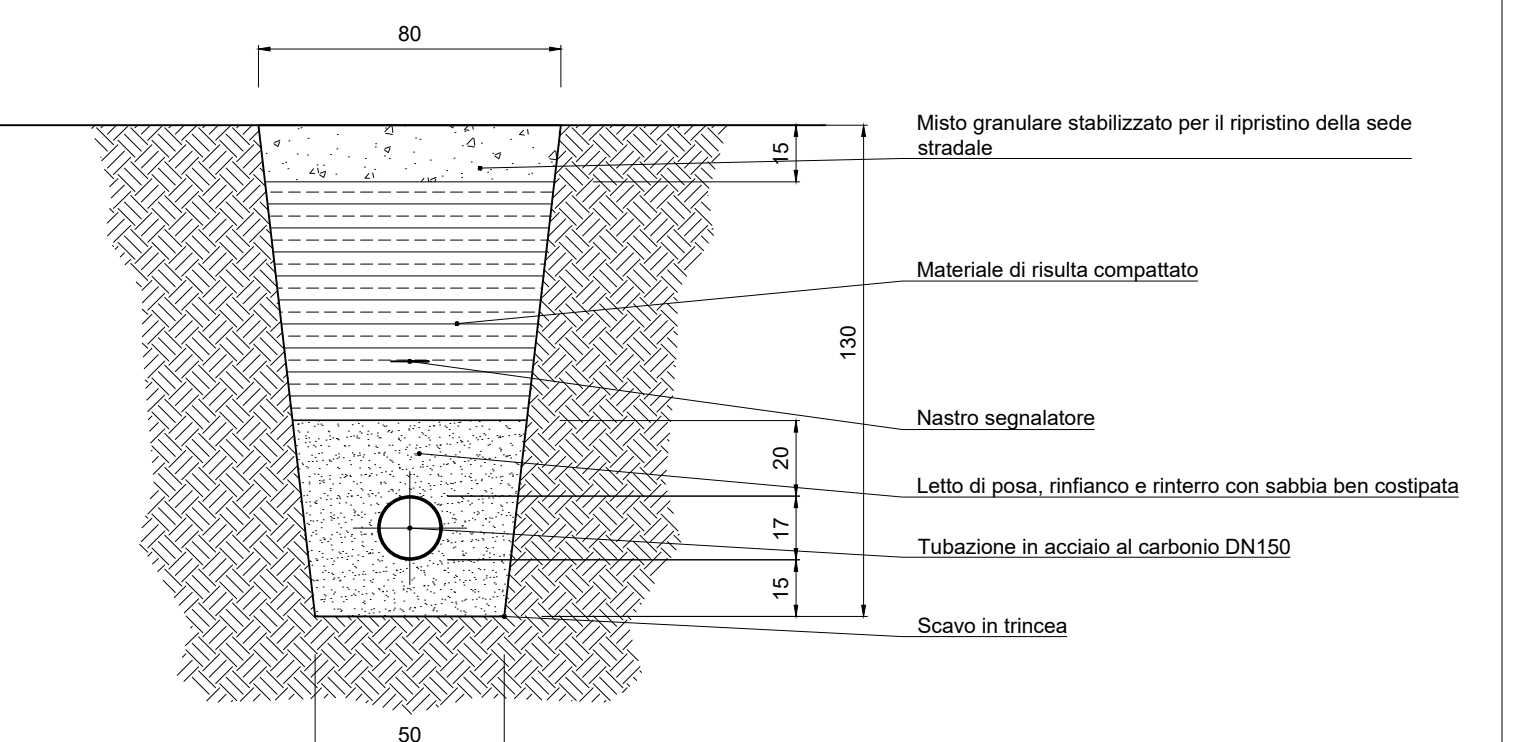 80
Misto granulare stabilizzato per il ripristino della sede
stradale
15
Materiale di risulta compattato
130
Nastro segnalatore
20
Letto di posa, rinfianco e rinterro con sabbia ben costipata
17
Tubazione in acciaio al carbonio DN150
15
Scavo in trincea
50